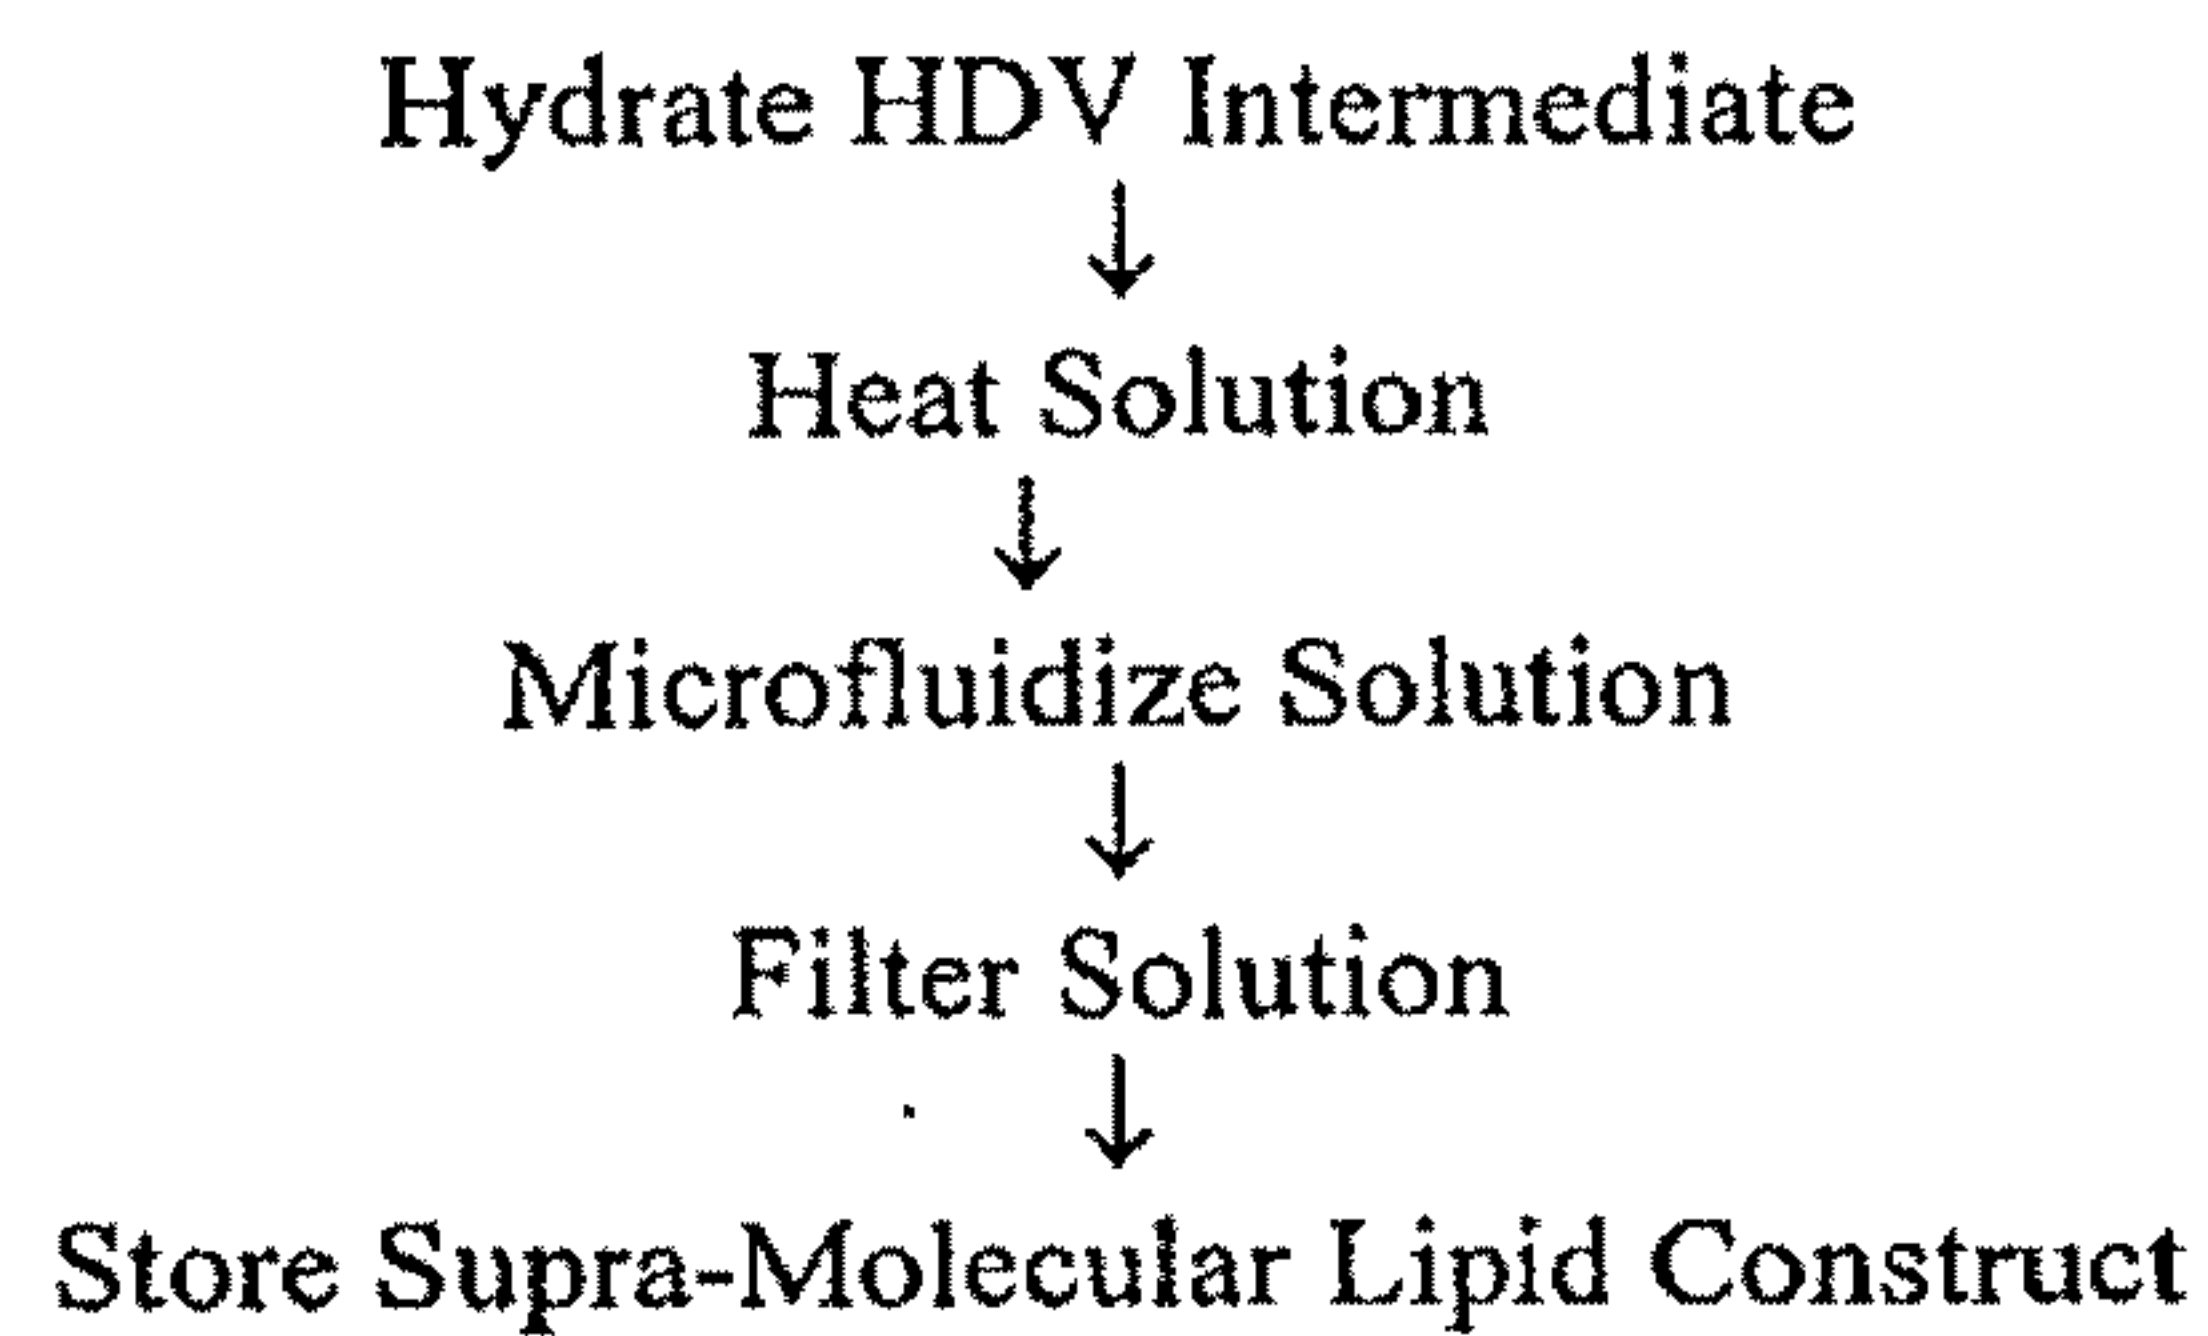 Hydrate HDV Intermediate
Heat Solution
Microfluidize Solution
Filter Solution
Store Supra-Molecular Lipid Construct